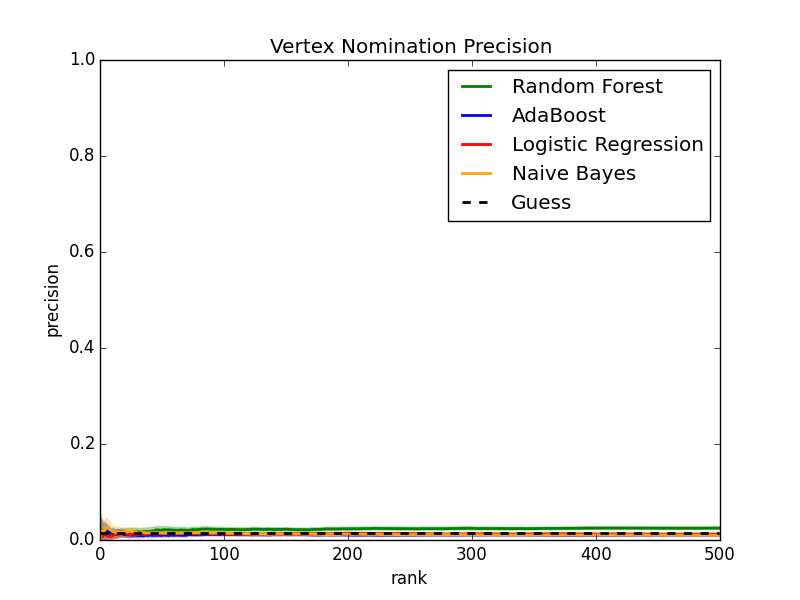 Vertex Nomination Precision
1.0
0.8
0.6
0.4
0.2
0.0
precision
Random Forest
AdaBoost
Logistic Regression
Naive Bayes
Guess
0 100 200 300 400 500
rank